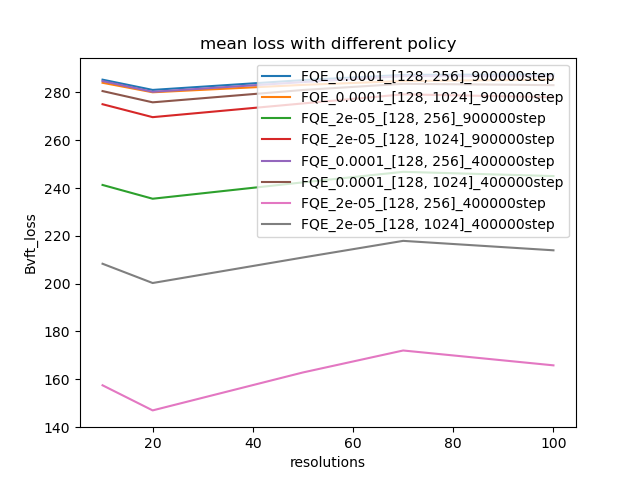 mean loss with different policy
FQE_0.0001_[128, 256]_900000step
FQE_0.0001_[128, 1024]_900000step
FQE_2e-05_[128, 256]_900000step
FQE_2e-05_[128, 1024]_900000step
FQE_0.0001_[128, 256]_400000step
FQE_0.0001_[128, 1024]_400000step
FQE_2e-05_[128, 256]_400000step
FQE_2e-05_[128, 1024]_400000step
Bvft_loss
280
260
240
220
200
180
160
140
20 40 60 80 100
resolutions